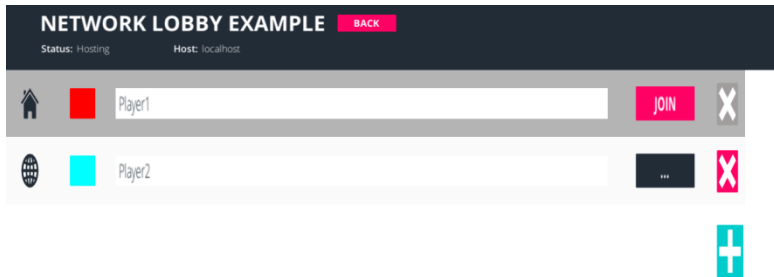 NETWORK LOBBY EXAMPLE BACK
Status: Hosting Host: localhost
Player1 JOIN X
Player2 ... X
+